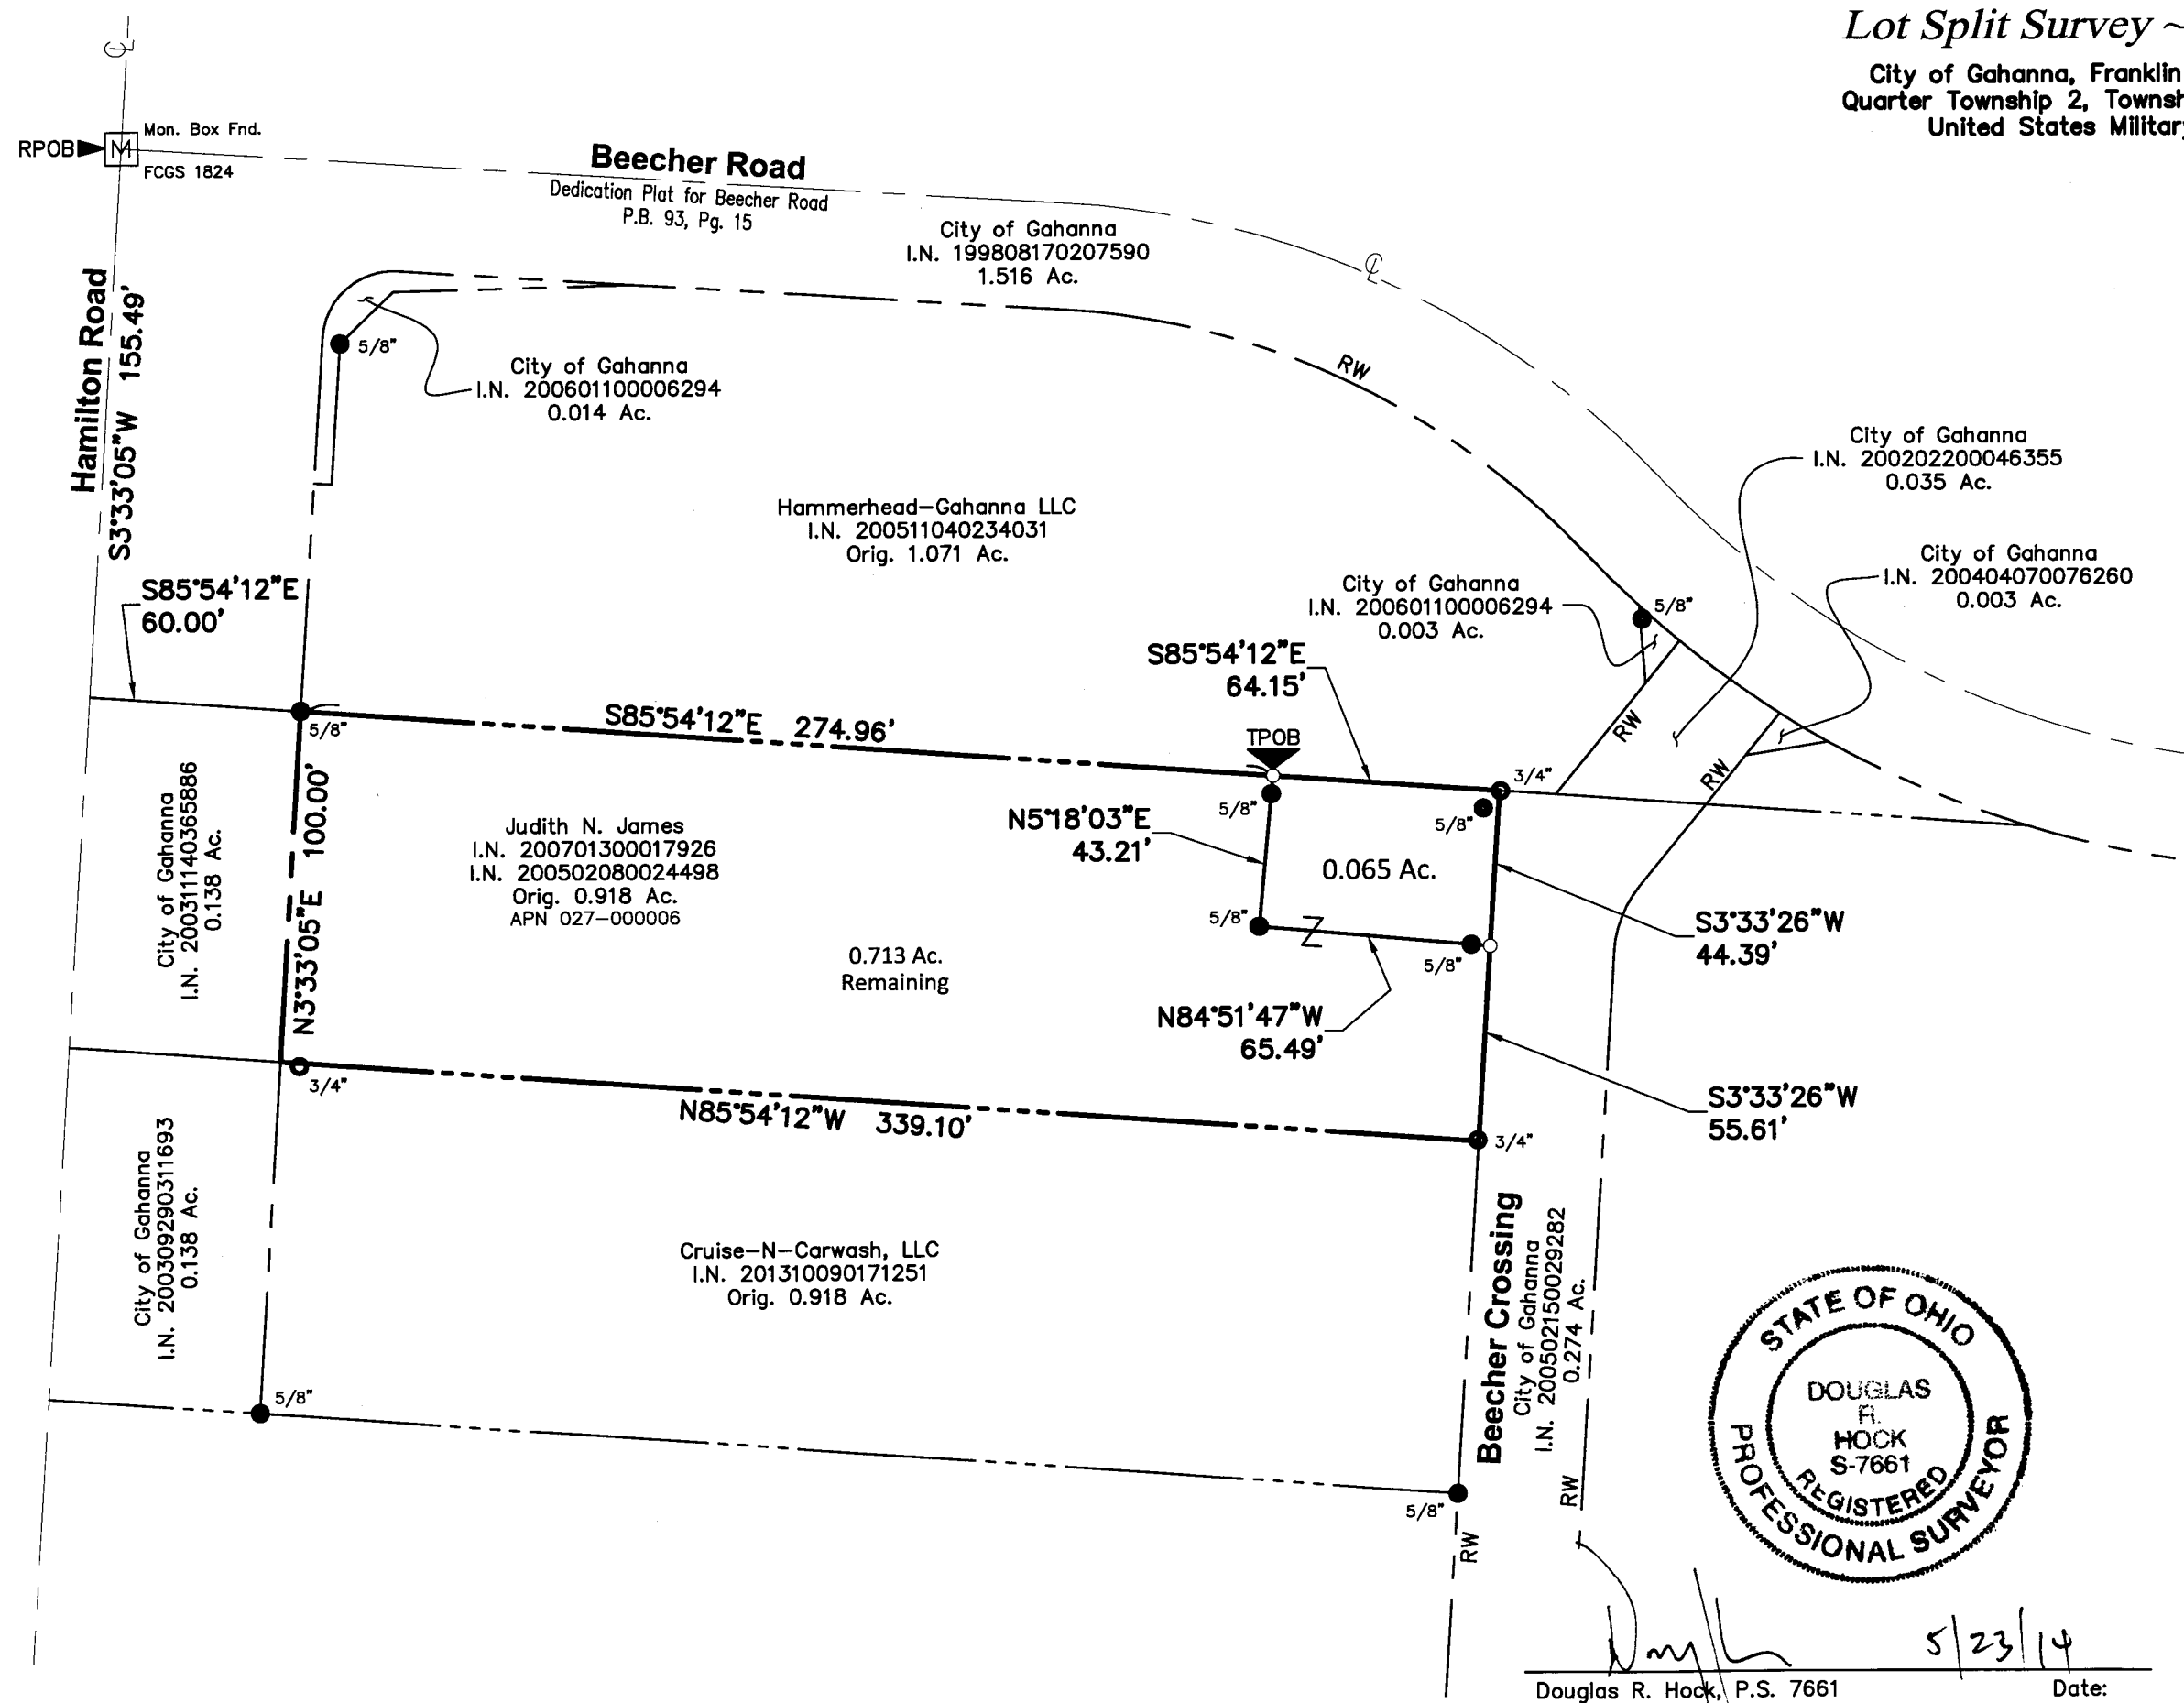 Lot Split Survey ~
City of Gahanna, Franklin
Quarter Township 2, Townsh
United States Military
RPOB
M
Mon. Box Fnd.
FCGS 1824
Beecher Road
Dedication Plat for Beecher Road
P.B. 93, Pg. 15
City of Gahanna
I.N. 199808170207590
1.516 Ac.
Hamilton Road
S3°33'05"W 155.49'
5/8"
City of Gahanna
I.N. 200601100006294
0.014 Ac.
RW
City of Gahanna
I.N. 200202200046355
0.035 Ac.
Hammerhead-Gahanna LLC
I.N. 200511040234031
Orig. 1.071 Ac.
City of Gahanna
I.N. 200404070076260
0.003 Ac.
S85°54'12"E
60.00'
City of Gahanna
I.N. 200601100006294
0.003 Ac.
5/8"
S85°54'12"E
64.15'
RW
RW
5/8"
S85°54'12"E 274.96'
TPOB
3/4"
5/8"
5/8"
N5°18'03"E
43.21'
0.065 Ac.
City of Gahanna
I.N. 200311140365886
0.138 Ac.
N3°33'05"E 100.00'
Judith N. James
I.N. 200701300017926
I.N. 200502080024498
Orig. 0.918 Ac.
APN 027-000006
5/8"
5/8"
S3°33'26"W
44.39'
0.713 Ac.
Remaining
N84°51'47"W
65.49'
3/4"
N85°54'12"W 339.10'
3/4"
S3°33'26"W
55.61'
City of Gahanna
I.N. 200309290311693
0.138 Ac.
Cruise-N-Carwash, LLC
I.N. 201310090171251
Orig. 0.918 Ac.
Beecher Crossing
City of Gahanna
I.N. 200502150029282
0.274 Ac.
5/8"
5/8"
RW
RW
STATE OF OHIO
DOUGLAS
R.
HOCK
S-7661
REGISTERED
PROFESSIONAL SURVEYOR
5/23/14
Douglas R. Hock, P.S. 7661
Date: